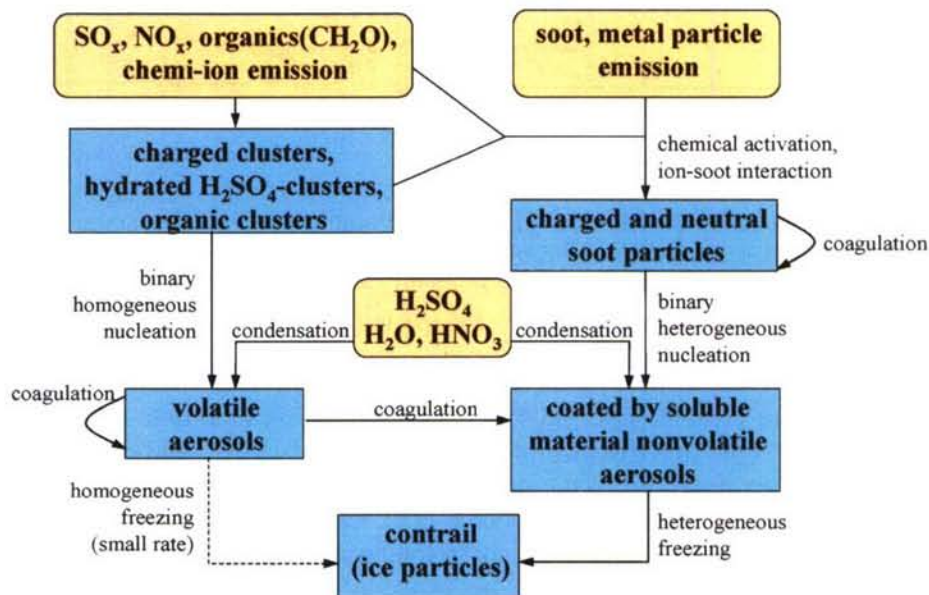 SOx, NOx, organics(CH2O),
chemi-ion emission
soot, metal particle
emission
charged clusters,
hydrated H2SO4-clusters,
organic clusters
chemical activation,
ion-soot interaction
charged and neutral
soot particles
coagulation
binary
homogeneous
nucleation
H2SO4
H2O, HNO3
condensation
condensation
binary
heterogeneous
nucleation
coagulation
volatile
aerosols
coagulation
coated by soluble
material nonvolatile
aerosols
homogeneous
freezing
(small rate)
contrail
(ice particles)
heterogeneous
freezing